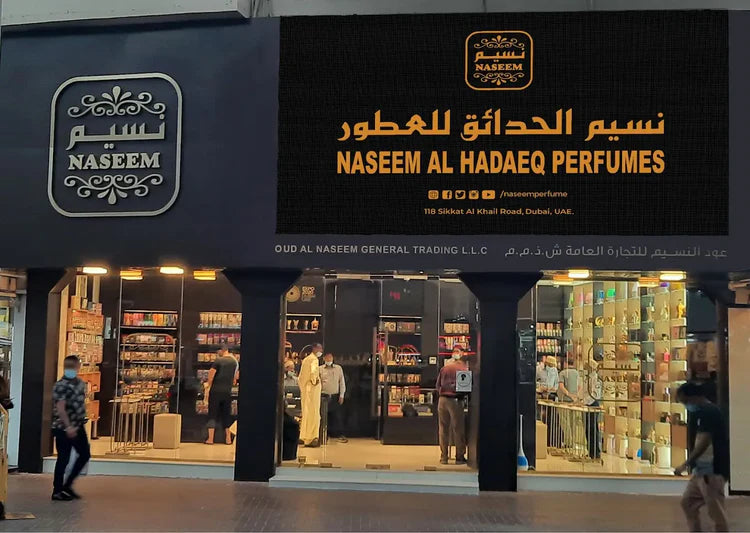 نسيم
NASEEM
نسيم
NASEEM
نسيم الحدائق للعطور
NASEEM AL HADAEQ PERFUMES
/naseemperfume
118 Sikkat Al Khail Road, Dubai, UAE.
OUD AL NASEEM GENERAL TRADING L.L.C عود النسيم للتجارة العامة ش.ذ.م.م